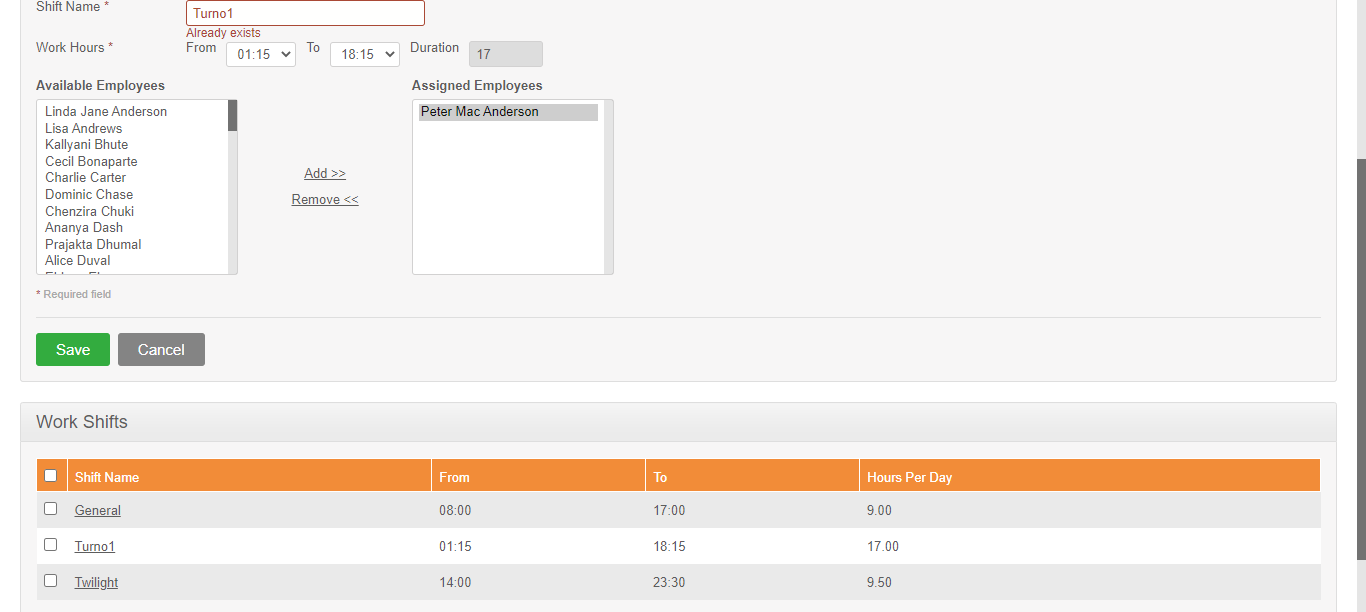 Shift Name *
Turno1
Already exists
Work Hours *
From 01:15 To 18:15 Duration 17
Available Employees
Linda Jane Anderson
Lisa Andrews
Kallyani Bhute
Cecil Bonaparte
Charlie Carter
Dominic Chase
Chenzira Chuki
Ananya Dash
Prajakta Dhumal
Alice Duval
Add >>
Remove <<
Assigned Employees
Peter Mac Anderson
* Required field
Save Cancel
Work Shifts
Shift Name From To Hours Per Day
General 08:00 17:00 9.00
Turno1 01:15 18:15 17.00
Twilight 14:00 23:30 9.50